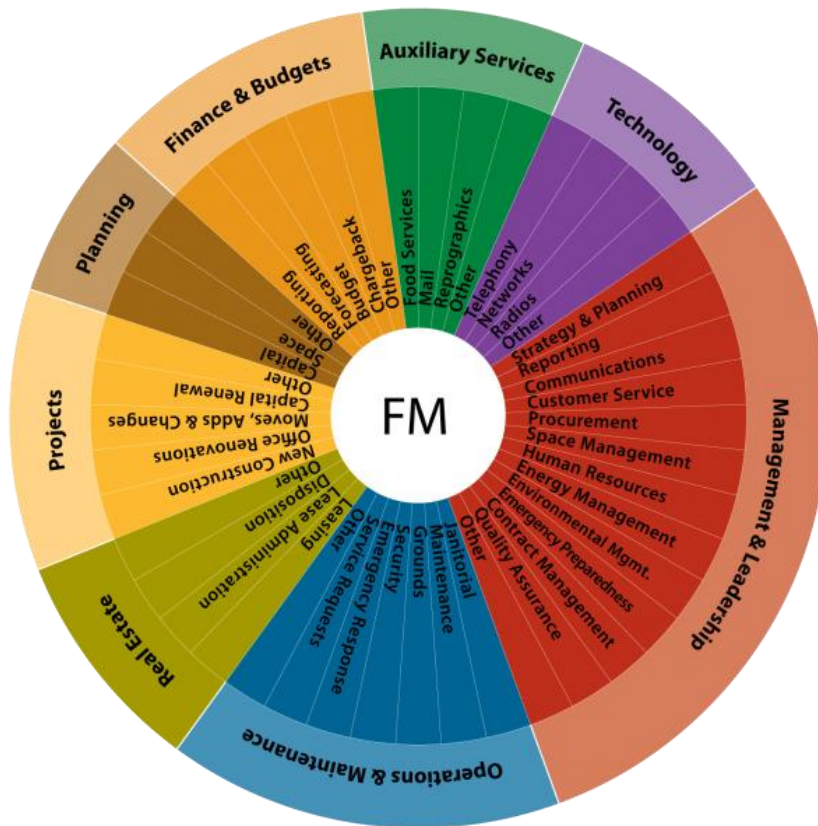 FM
Auxiliary Services
Food Services
Mail
Reprographics
Other
Technology
Telephony
Networks
Radios
Other
Management & Leadership
Strategy & Planning
Reporting
Communications
Customer Service
Procurement
Space Management
Human Resources
Energy Management
Environmental Mgmt.
Emergency Preparedness
Contract Management
Quality Assurance
Other
Operations & Maintenance
Janitorial
Maintenance
Grounds
Security
Emergency Response
Service Requests
Other
Real Estate
Leasing
Lease Administration
Disposition
Other
Projects
New Construction
Office Renovations
Moves, Adds & Changes
Capital Renewal
Other
Planning
Capital
Space
Other
Finance & Budgets
Reporting
Forecasting
Budget
Chargeback
Other